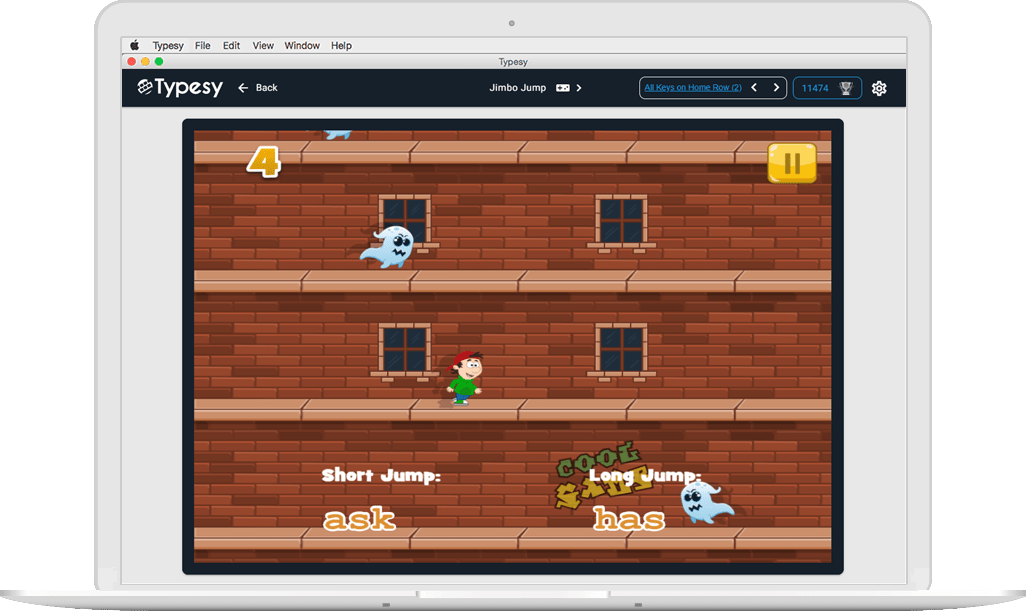 Typesy File Edit View Window Help
Typesy
Typesy Back Jimbo Jump All Keys on Home Row (2) 11474
4
COOL
Short Jump: Long Jump:
ask has